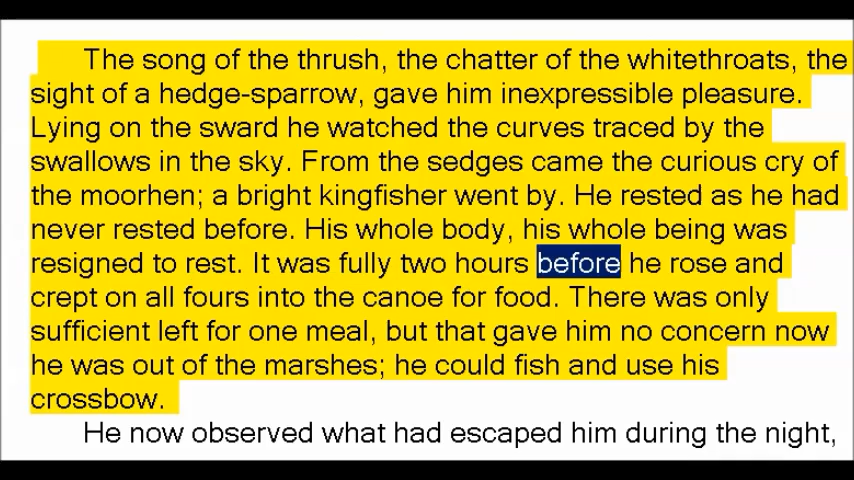 The song of the thrush, the chatter of the whitethroats, the
sight of a hedge-sparrow, gave him inexpressible pleasure.
Lying on the sward he watched the curves traced by the
swallows in the sky. From the sedges came the curious cry of
the moorhen; a bright kingfisher went by. He rested as he had
never rested before. His whole body, his whole being was
resigned to rest. It was fully two hours before he rose and
crept on all fours into the canoe for food. There was only
sufficient left for one meal, but that gave him no concern now
he was out of the marshes; he could fish and use his
crossbow.
He now observed what had escaped him during the night,